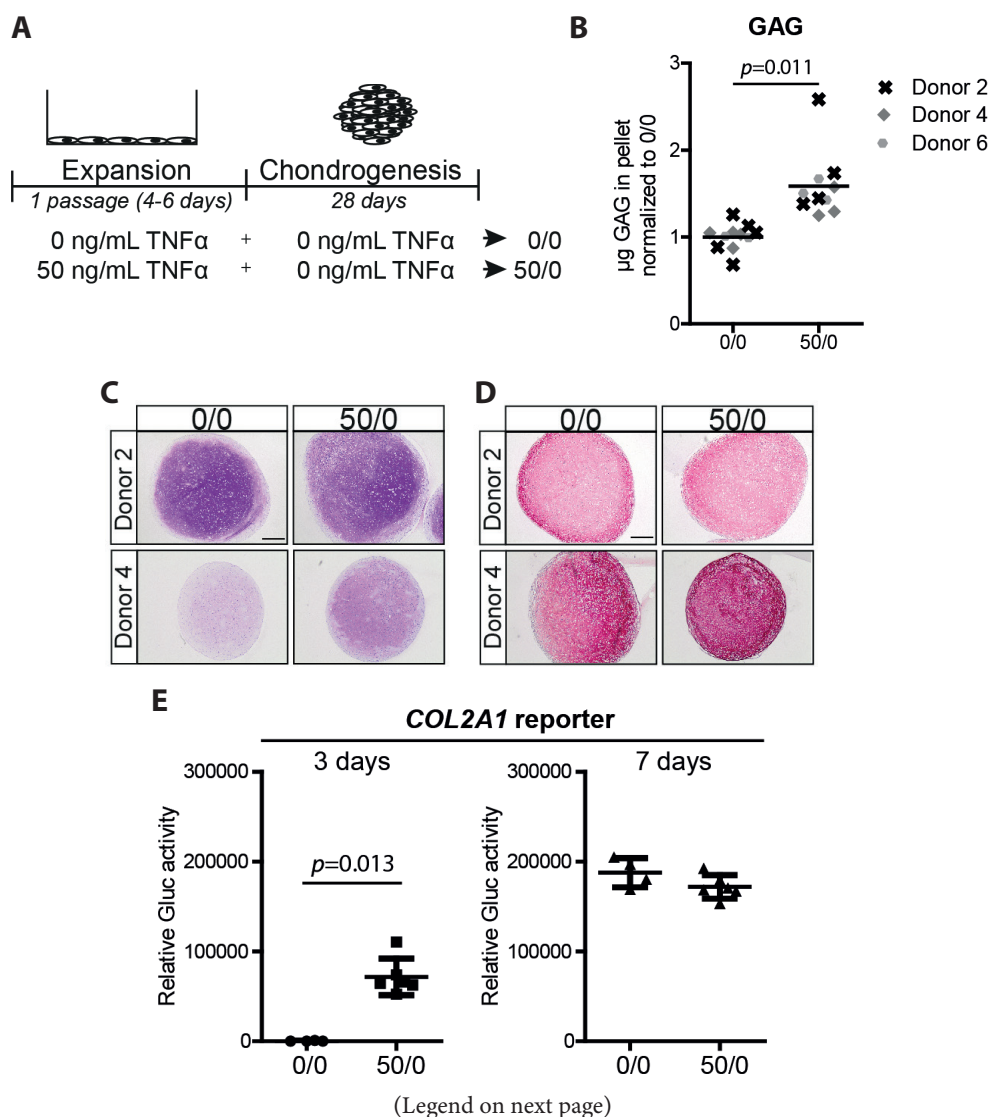 A
Expansion Chondrogenesis
1 passage (4-6 days) 28 days
0 ng/mL TNFα + 0 ng/mL TNFα 0/0
50 ng/mL TNFα + 0 ng/mL TNFα 50/0
B
GAG
p=0.011
µg GAG in pellet
normalized to 0/0
3
2
1
0
0/0 50/0
Donor 2
Donor 4
Donor 6
C
0/0 50/0
Donor 2
Donor 4
D
0/0 50/0
Donor 2
Donor 4
E
COL2A1 reporter
3 days
Relative Gluc activity
300000
200000
100000
0
p=0.013
0/0 50/0
7 days
Relative Gluc activity
300000
200000
100000
0
0/0 50/0
(Legend on next page)